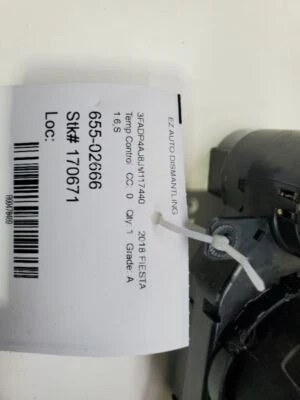 EZ AUTO DISMANTLING
3FADP4AJ8JM117440 2018 FIESTA
Temp Control CC: 0 Qty: 1 Grade: A
1.6,S
655-02666
Stk# 170671
Loc: